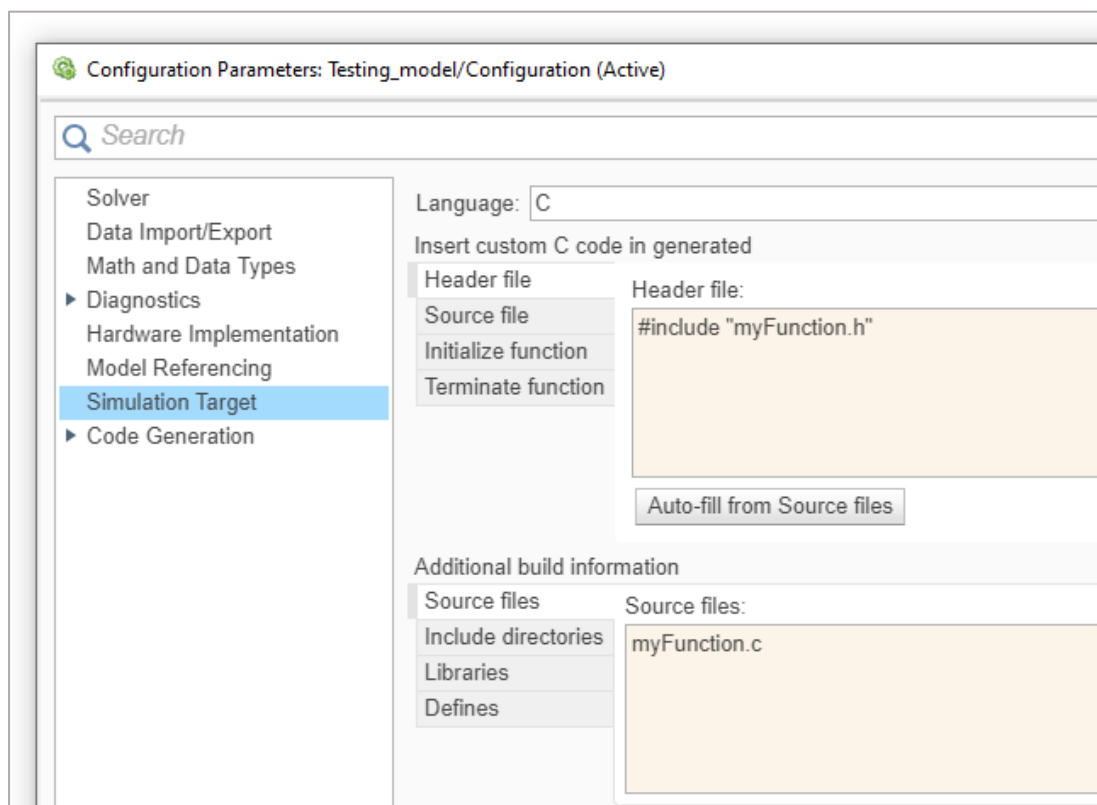 Configuration Parameters: Testing_model/Configuration (Active)
Search
Solver
Data Import/Export
Math and Data Types
Diagnostics
Hardware Implementation
Model Referencing
Simulation Target
Code Generation
Language: C
Insert custom C code in generated
Header file
Source file
Initialize function
Terminate function
Header file:
#include "myFunction.h"
Auto-fill from Source files
Additional build information
Source files
Include directories
Libraries
Defines
Source files:
myFunction.c